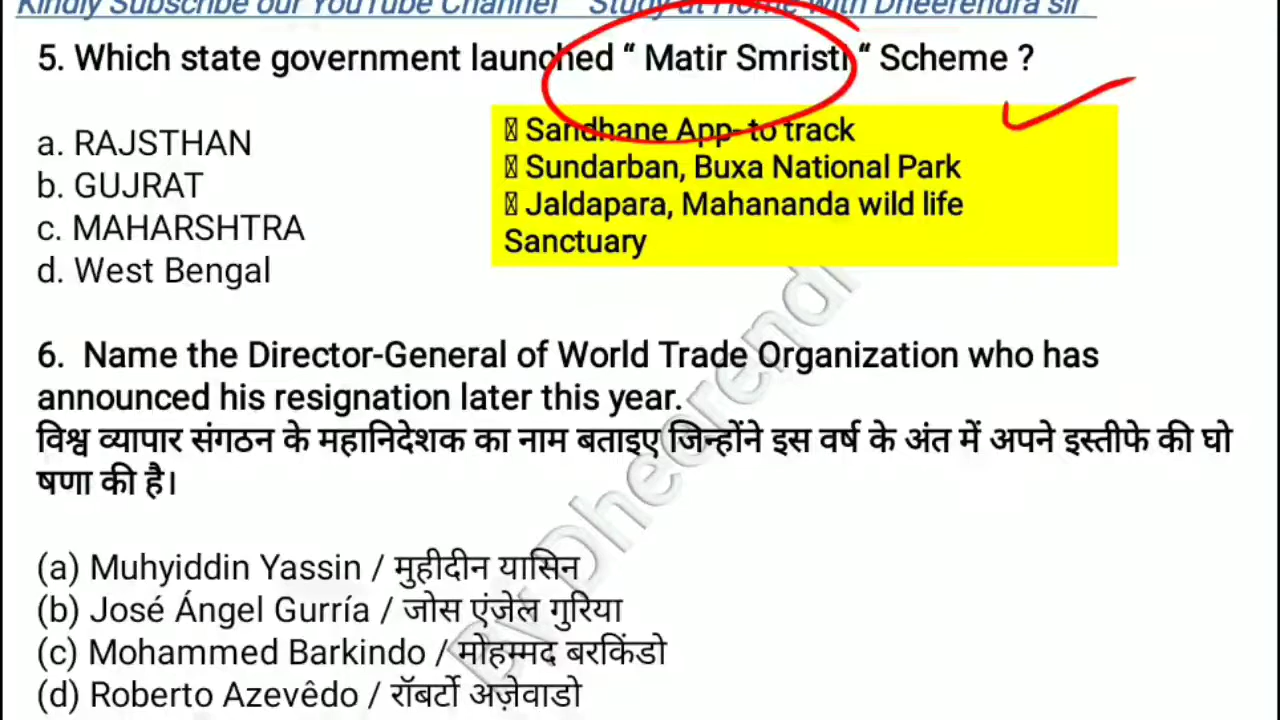 Kindly Subscribe our YouTube Channel " Study at Home with Dheerendra sir "
5. Which state government launched “ Matir Smristi “ Scheme ?
a. RAJSTHAN
b. GUJRAT
c. MAHARSHTRA
d. West Bengal
Sandhane App- to track
Sundarban, Buxa National Park
Jaldapara, Mahananda wild life
Sanctuary
6. Name the Director-General of World Trade Organization who has
announced his resignation later this year.
विश्व व्यापार संगठन के महानिदेशक का नाम बताइए जिन्होंने इस वर्ष के अंत में अपने इस्तीफे की घो
षणा की है।
(a) Muhyiddin Yassin / मुहीदीन यासिन
(b) José Ángel Gurría / जोस एंजेल गुरिया
(c) Mohammed Barkindo / मोहम्मद बरकिंडो
(d) Roberto Azevêdo / रॉबर्टो अज़ेवाडो
By Dheerend